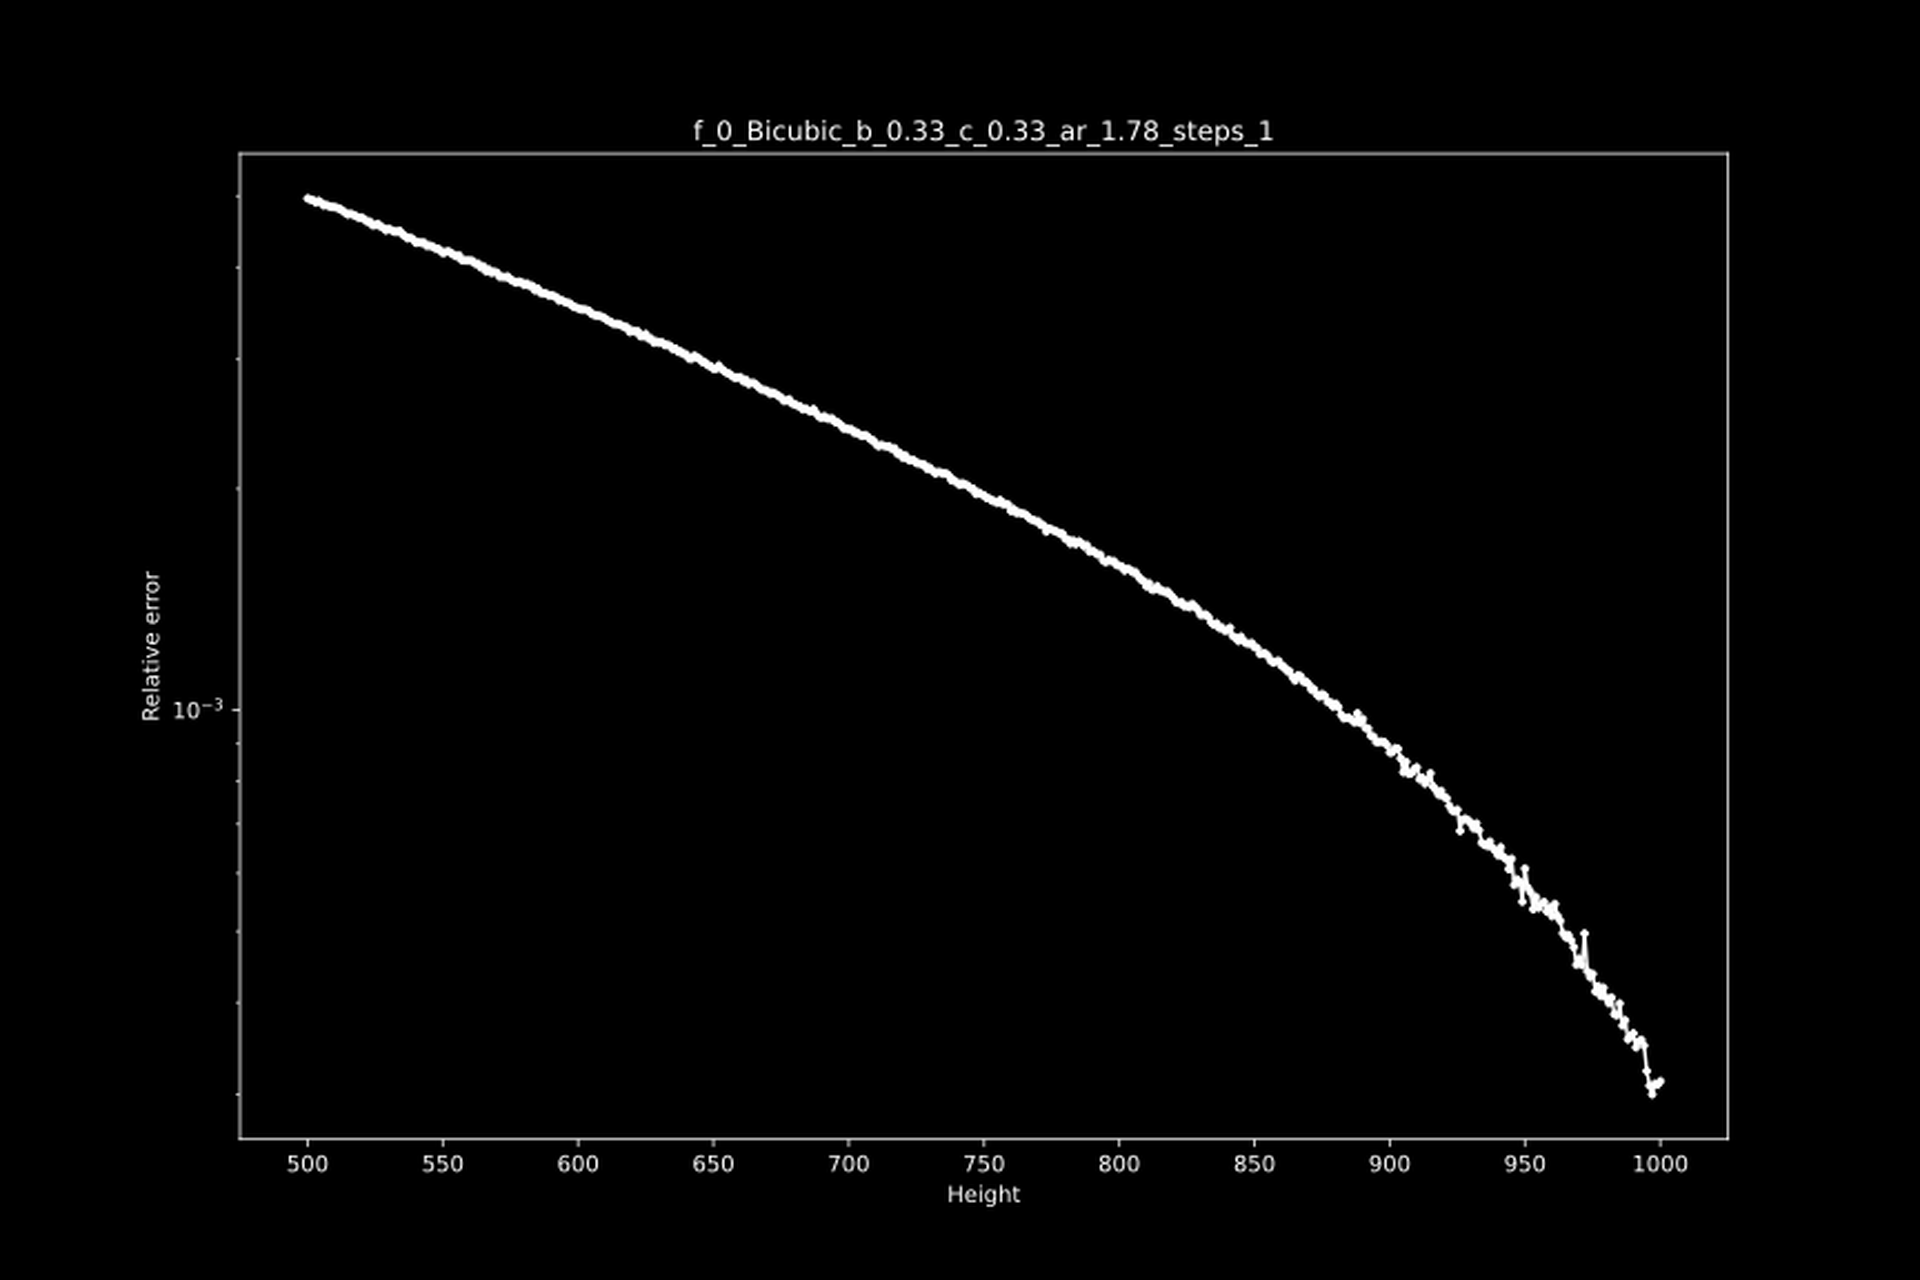 f_0_Bicubic_b_0.33_c_0.33_ar_1.78_steps_1
Relative error
10⁻³
500 550 600 650 700 750 800 850 900 950 1000
Height